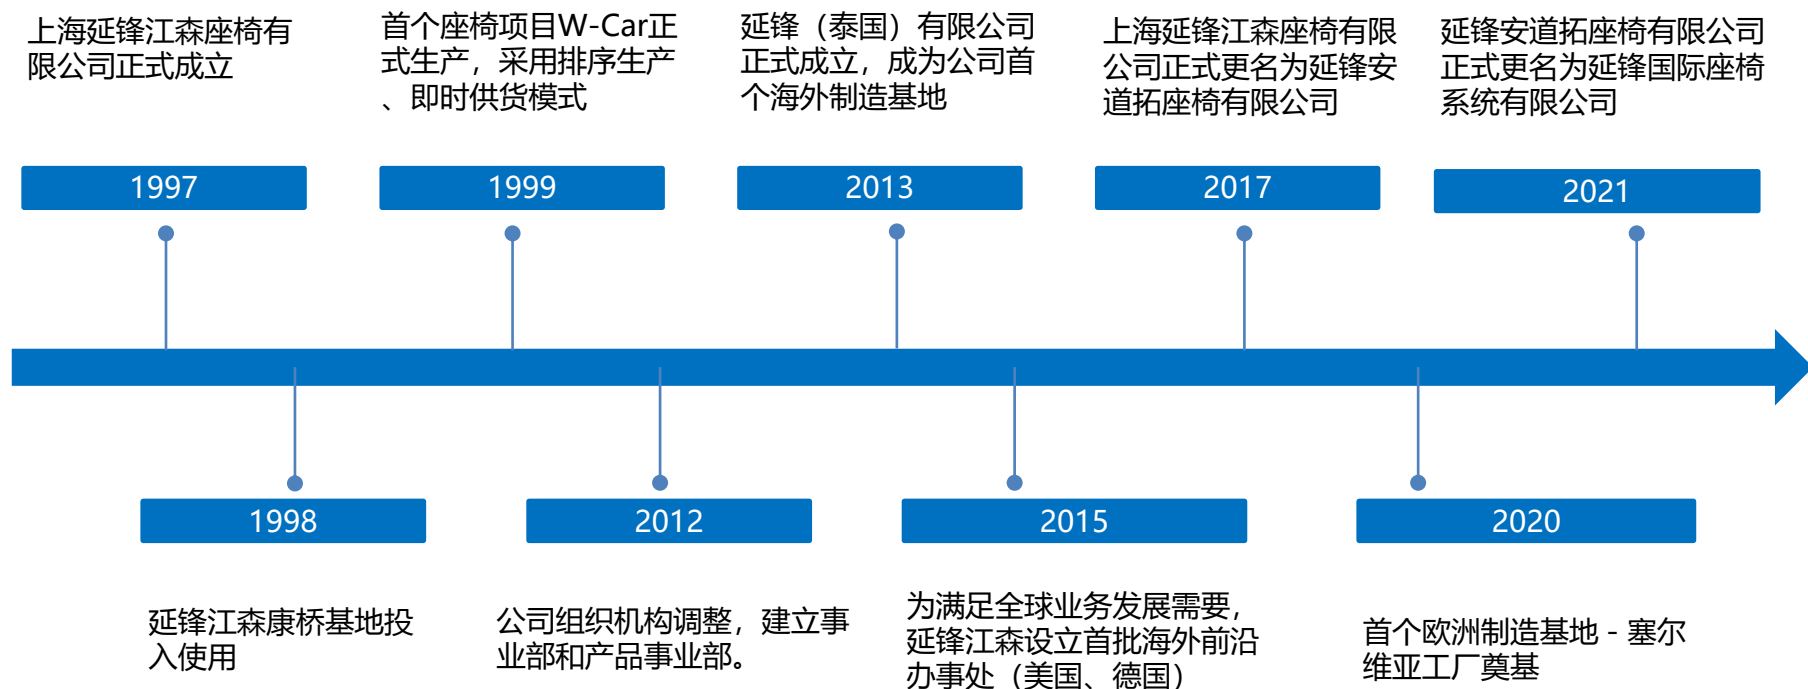 上海延锋江森座椅有
限公司正式成立
首个座椅项目W-Car正
式生产，采用排序生产
、即时供货模式
延锋（泰国）有限公司
正式成立，成为公司首
个海外制造基地
上海延锋江森座椅有限
公司正式更名为延锋安
道拓座椅有限公司
延锋安道拓座椅有限公司
正式更名为延锋国际座椅
系统有限公司
1997
1999
2013
2017
2021
1998
2012
2015
2020
延锋江森康桥基地投
入使用
公司组织机构调整，建立事
业部和产品事业部。
为满足全球业务发展需要，
延锋江森设立首批海外前沿
办事处（美国、德国）
首个欧洲制造基地 - 塞尔
维亚工厂奠基